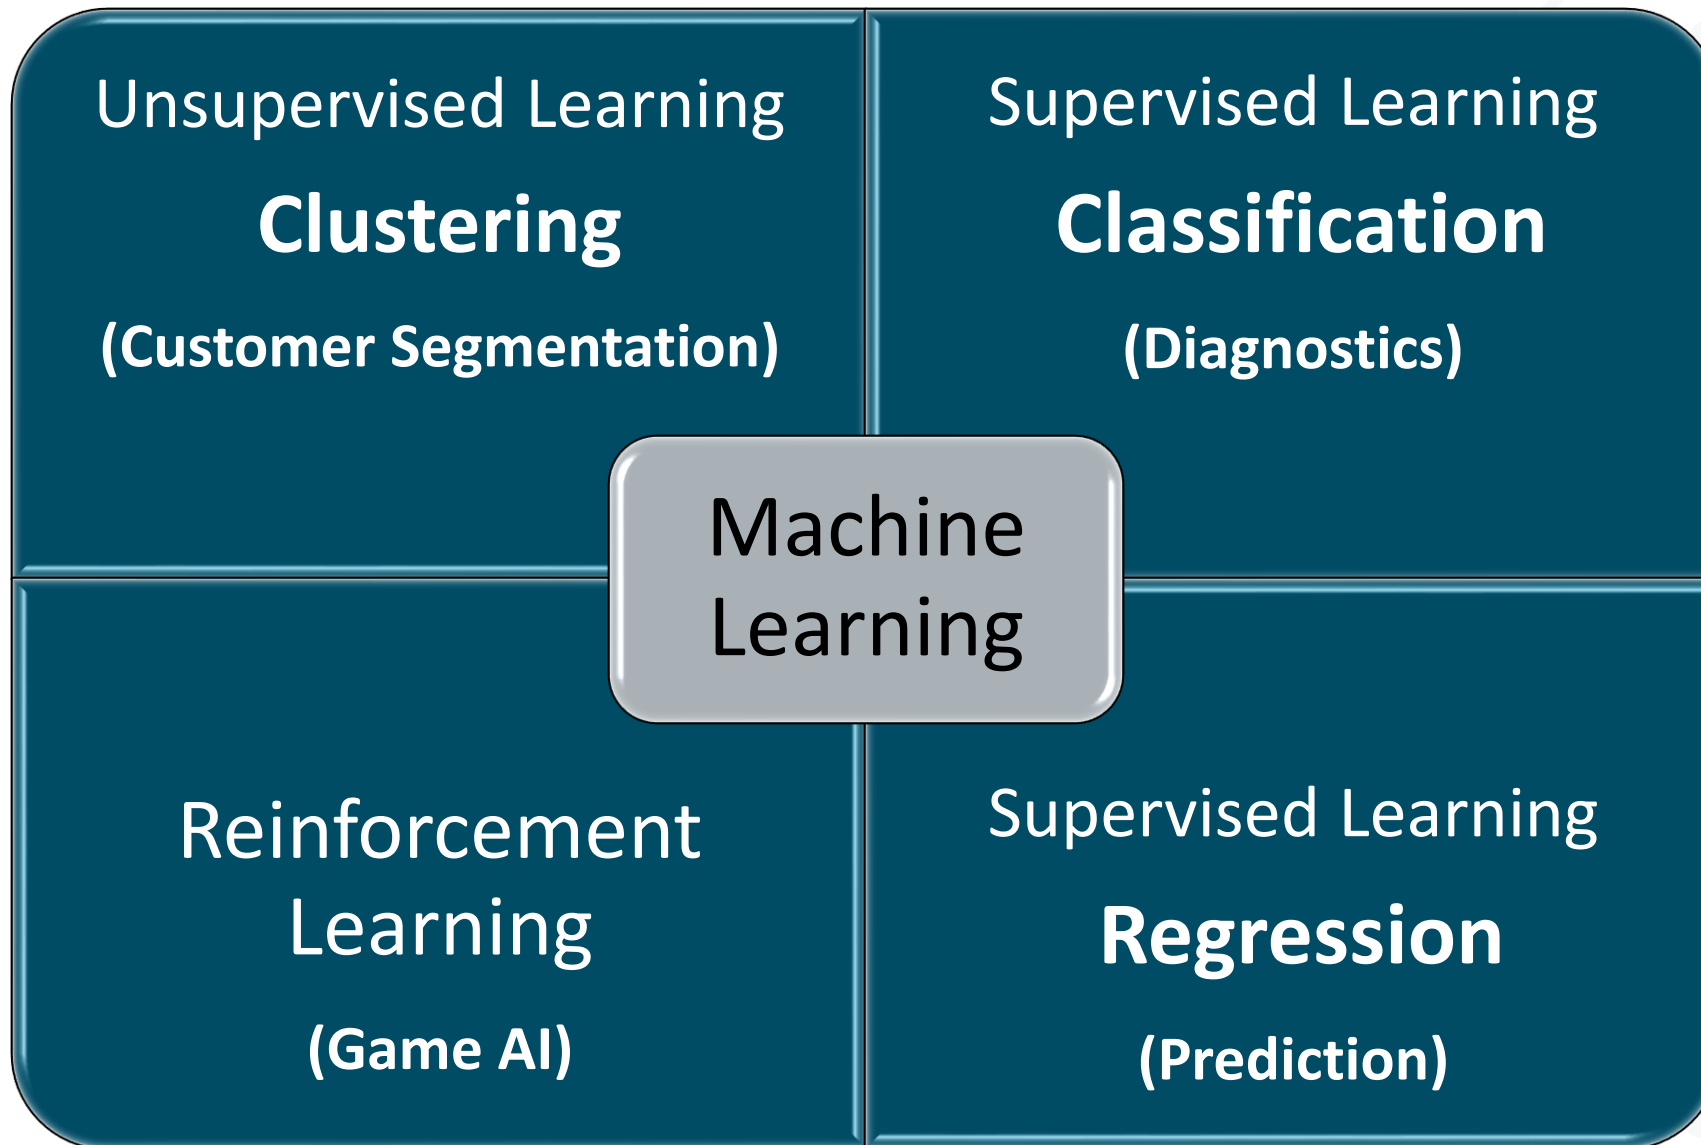 Unsupervised Learning
Clustering
(Customer Segmentation)
Supervised Learning
Classification
(Diagnostics)
Machine
Learning
Reinforcement
Learning
(Game AI)
Supervised Learning
Regression
(Prediction)